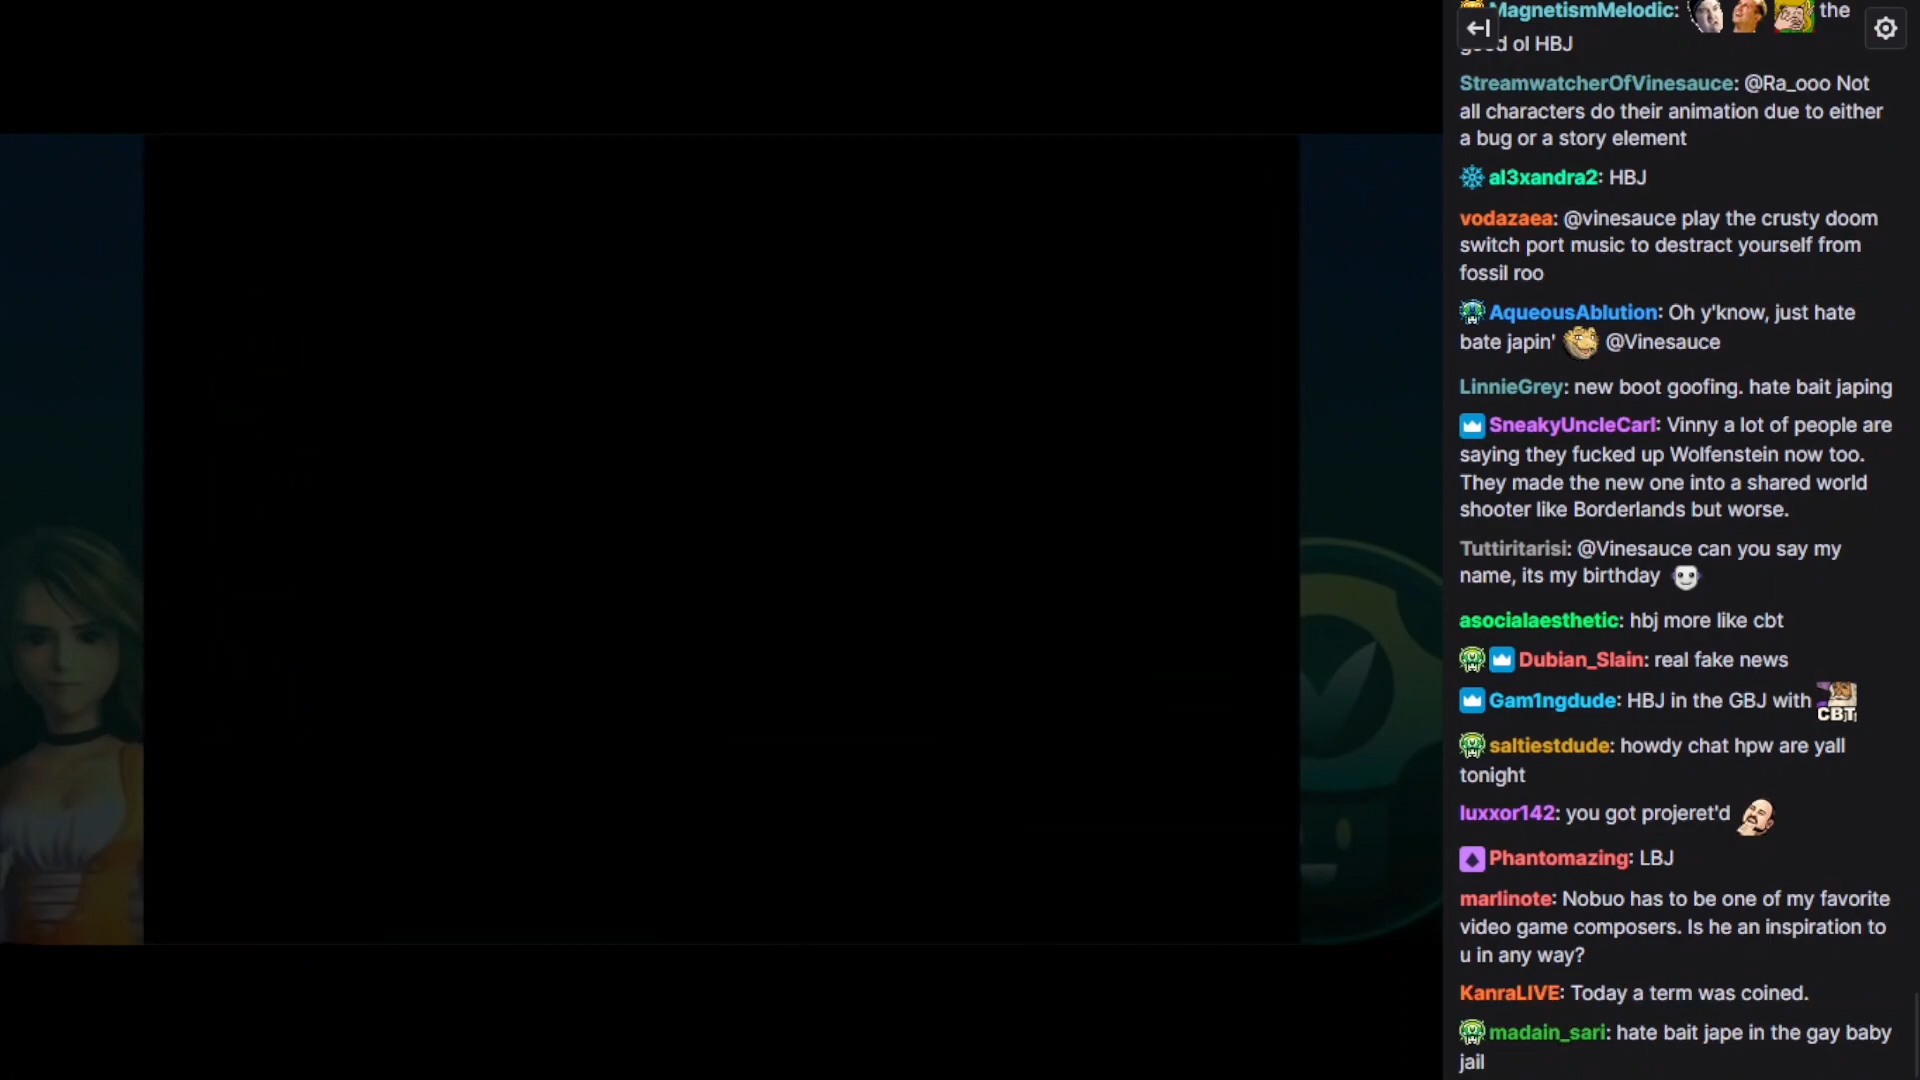 MagnetismMelodic: the
good ol HBJ
StreamwatcherOfVinesauce: @Ra_ooo Not
all characters do their animation due to either
a bug or a story element
al3xandra2: HBJ
vodazaea: @vinesauce play the crusty doom
switch port music to destract yourself from
fossil roo
AqueousAblution: Oh y'know, just hate
bate japin' @Vinesauce
LinnieGrey: new boot goofing. hate bait japing
SneakyUncleCarl: Vinny a lot of people are
saying they fucked up Wolfenstein now too.
They made the new one into a shared world
shooter like Borderlands but worse.
Tuttiritarisi: @Vinesauce can you say my
name, its my birthday
asocialaesthetic: hbj more like cbt
Dubian_Slain: real fake news
Gam1ngdude: HBJ in the GBJ with CBT
saltiestdude: howdy chat hpw are yall
tonight
luxxor142: you got projeret'd
Phantomazing: LBJ
marlinote: Nobuo has to be one of my favorite
video game composers. Is he an inspiration to
u in any way?
KanraLIVE: Today a term was coined.
madain_sari: hate bait jape in the gay baby
jail